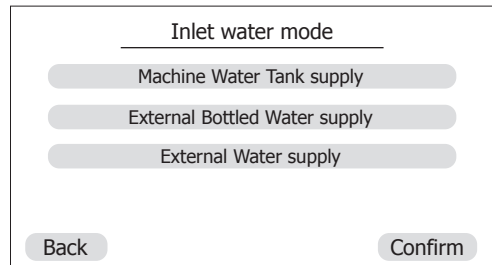 Inlet water mode
Machine Water Tank supply
External Bottled Water supply
External Water supply
Back
Confirm